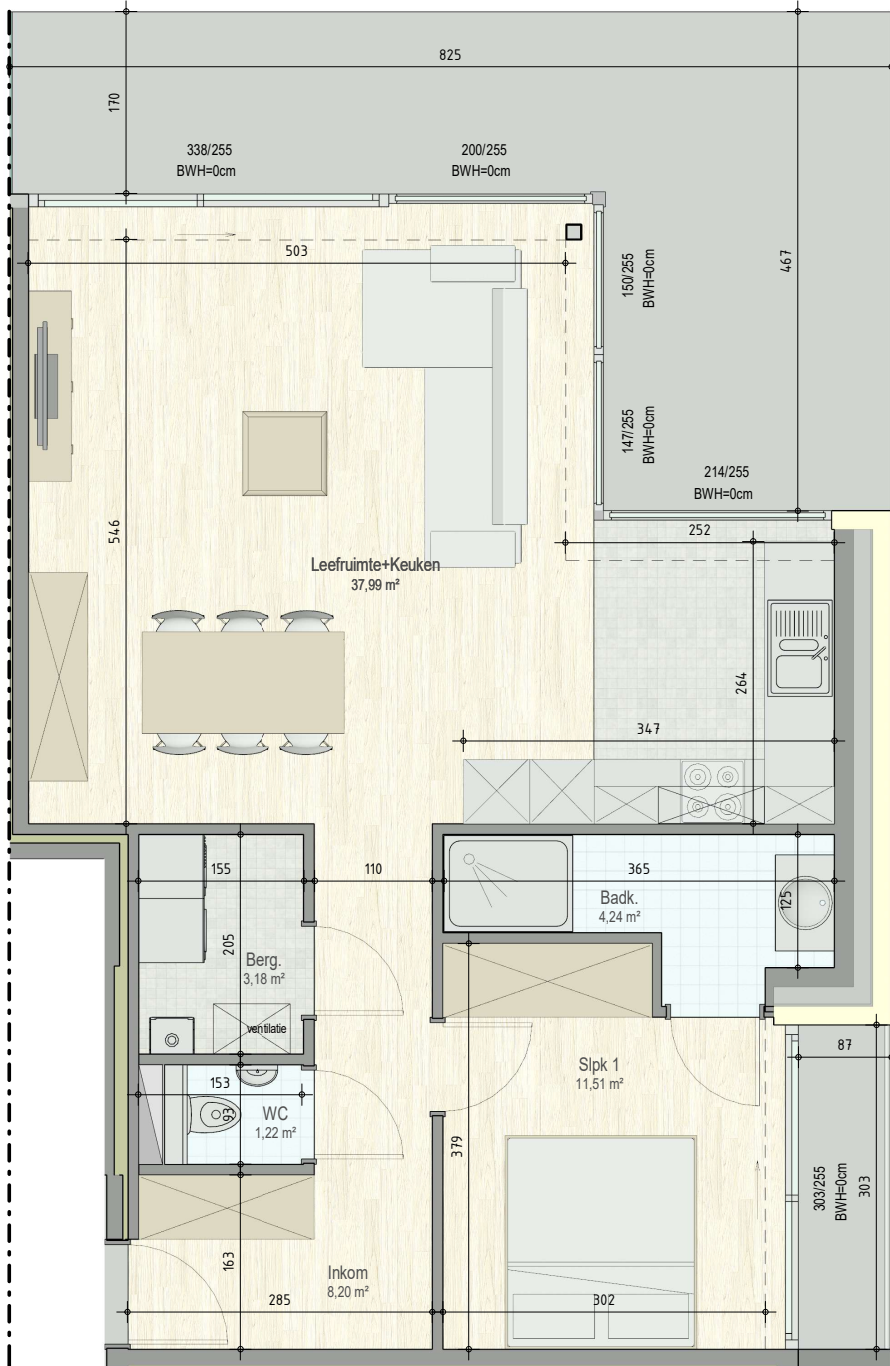 825
170
338/255
BWH=0cm
200/255
BWH=0cm
503
150/255
BWH=0cm
467
147/255
BWH=0cm
214/255
BWH=0cm
546
252
Leefruimte+Keuken
37,99 m²
264
347
155
110
365
Badk.
4,24 m²
125
205
Berg.
3,18 m²
ventilatie
153
93
WC
1,22 m²
Slpk 1
11,51 m²
87
379
303/255
BWH=0cm
303
163
Inkom
8,20 m²
285
302